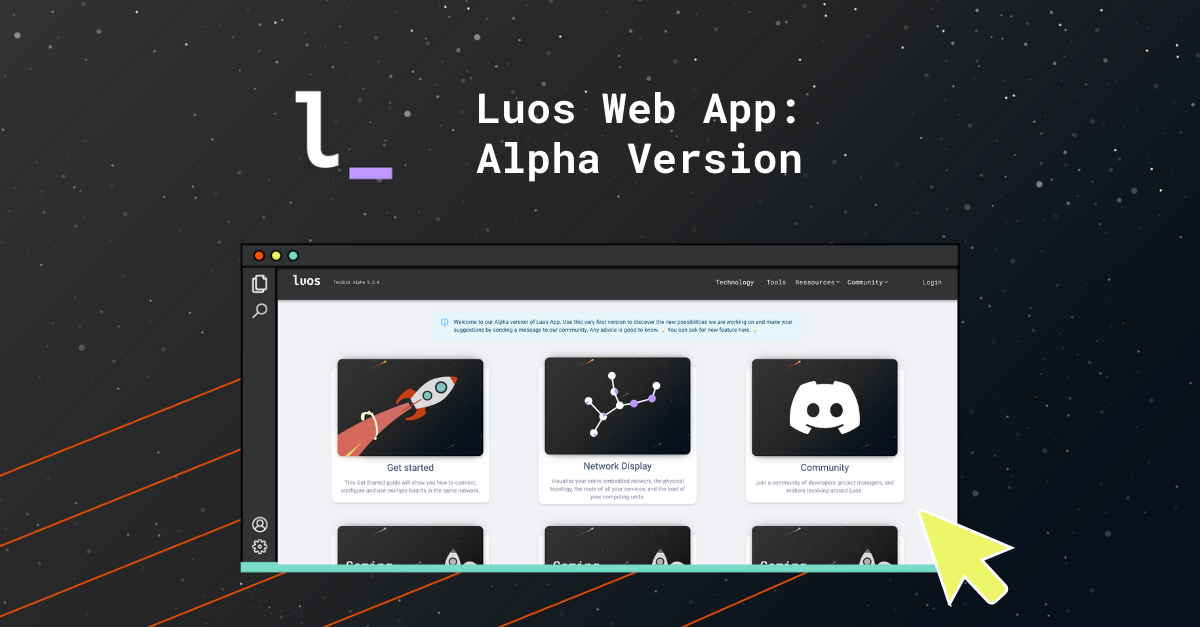 l_
Luos Web App:
Alpha Version
luos
Toolkit Alpha 0.2.0
Technology
Tools
Ressources
Community
Login
Welcome to our Alpha version of Luos App. Use this very first version to discover the new possibilities we are working on and make your
suggestions by sending a message to our community. Any advice is good to know. You can ask for new feature here.
Get started
This Get Started guide will show you how to connect,
configure and use multiple boards in the same network.
Network Display
Visualize your entire embedded network, the physical
topology, the route of all your services, and the load of
your computing units.
Community
Join a community of developers, project managers, and
makers revolving around Luos.
Coming
Coming
Coming